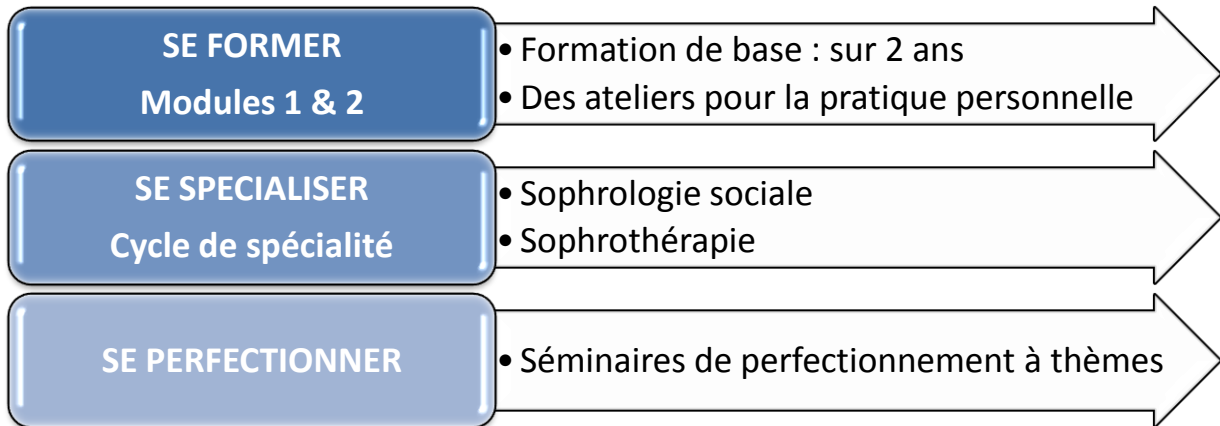 SE FORMER
Modules 1 & 2
• Formation de base : sur 2 ans
• Des ateliers pour la pratique personnelle
SE SPECIALISER
Cycle de spécialité
• Sophrologie sociale
• Sophrothérapie
SE PERFECTIONNER
• Séminaires de perfectionnement à thèmes